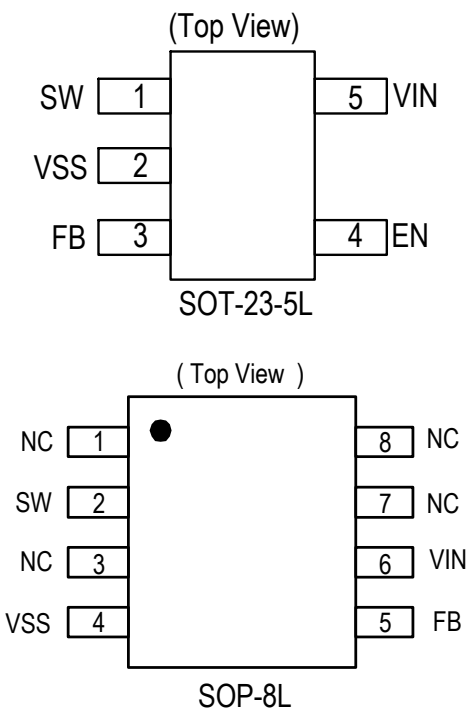 (Top View)
SW 1 5 VIN
VSS 2
FB 3 4 EN
SOT-23-5L
( Top View )
NC 1 8 NC
SW 2 7 NC
NC 3 6 VIN
VSS 4 5 FB
SOP-8L